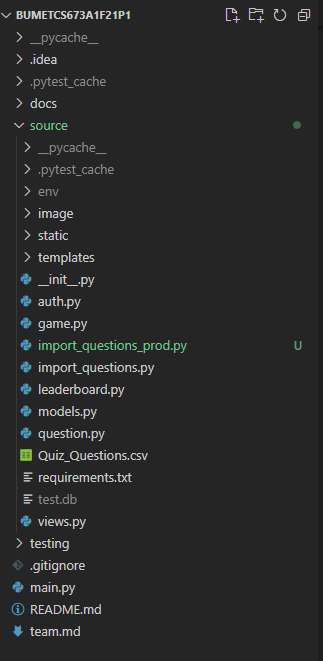 BUMETCS673A1F21P1
__pycache__
.idea
.pytest_cache
docs
source
__pycache__
.pytest_cache
env
image
static
templates
__init__.py
auth.py
game.py
import_questions_prod.py U
import_questions.py
leaderboard.py
models.py
question.py
Quiz_Questions.csv
requirements.txt
test.db
views.py
testing
.gitignore
main.py
README.md
team.md